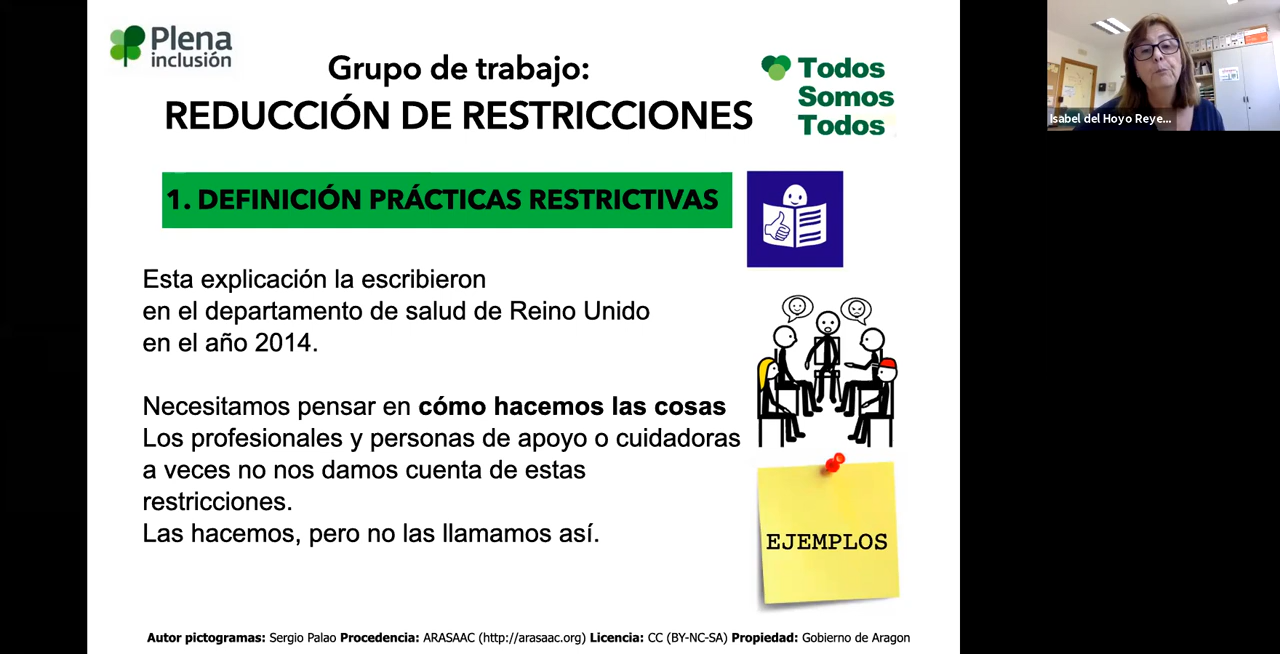 Plena
inclusión
Grupo de trabajo:
REDUCCIÓN DE RESTRICCIONES
Todos
Somos
Todos
1. DEFINICIÓN PRÁCTICAS RESTRICTIVAS
Esta explicación la escribieron
en el departamento de salud de Reino Unido
en el año 2014.
Necesitamos pensar en cómo hacemos las cosas
Los profesionales y personas de apoyo o cuidadoras
a veces no nos damos cuenta de estas
restricciones.
Las hacemos, pero no las llamamos así.
EJEMPLOS
Autor pictogramas: Sergio Palao Procedencia: ARASAAC (http://arasaac.org) Licencia: CC (BY-NC-SA) Propiedad: Gobierno de Aragon
Isabel del Hoyo Reye...